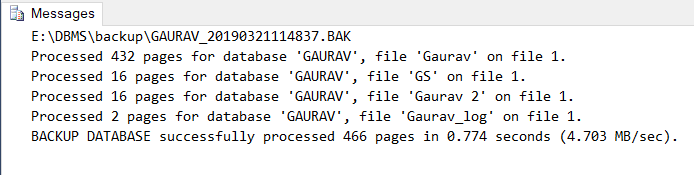 Messages
E:\DBMS\backup\GAURAV_20190321114837.BAK
Processed 432 pages for database 'GAURAV', file 'Gaurav' on file 1.
Processed 16 pages for database 'GAURAV', file 'GS' on file 1.
Processed 16 pages for database 'GAURAV', file 'Gaurav 2' on file 1.
Processed 2 pages for database 'GAURAV', file 'Gaurav_log' on file 1.
BACKUP DATABASE successfully processed 466 pages in 0.774 seconds (4.703 MB/sec).